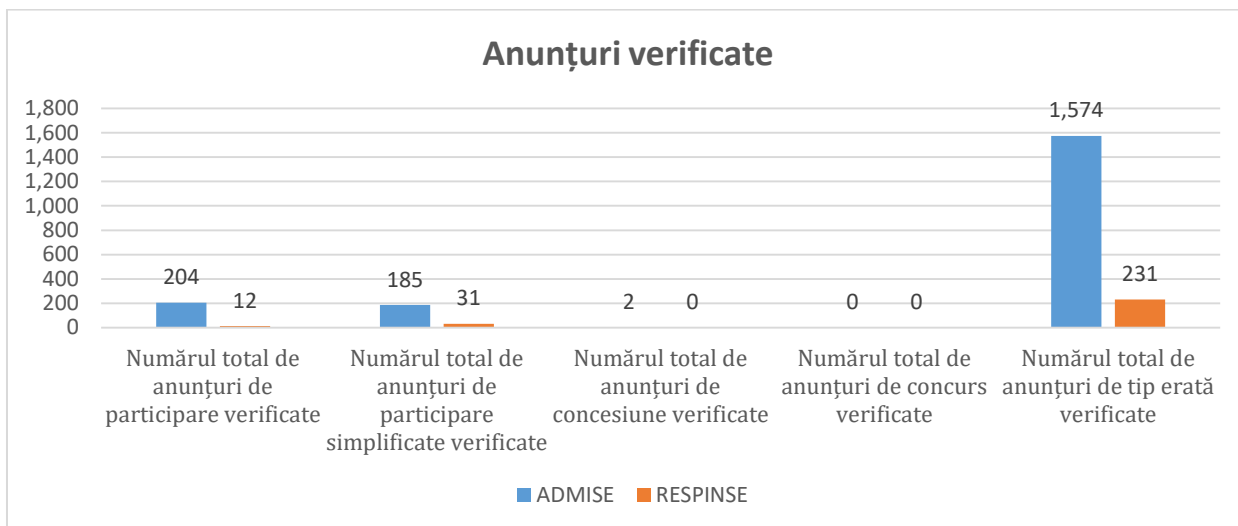 Anunțuri verificate
1,800
1,600
1,400
1,200
1,000
800
600
400
200
0
204
12
185
31
2
0
0
0
1,574
231
Numărul total de
anunțuri de
participare verificate
Numărul total de
anunțuri de
participare
simplificate verificate
Numărul total de
anunțuri de
concesiune verificate
Numărul total de
anunțuri de concurs
verificate
Numărul total de
anunțuri de tip erată
verificate
ADMISE
RESPINSE